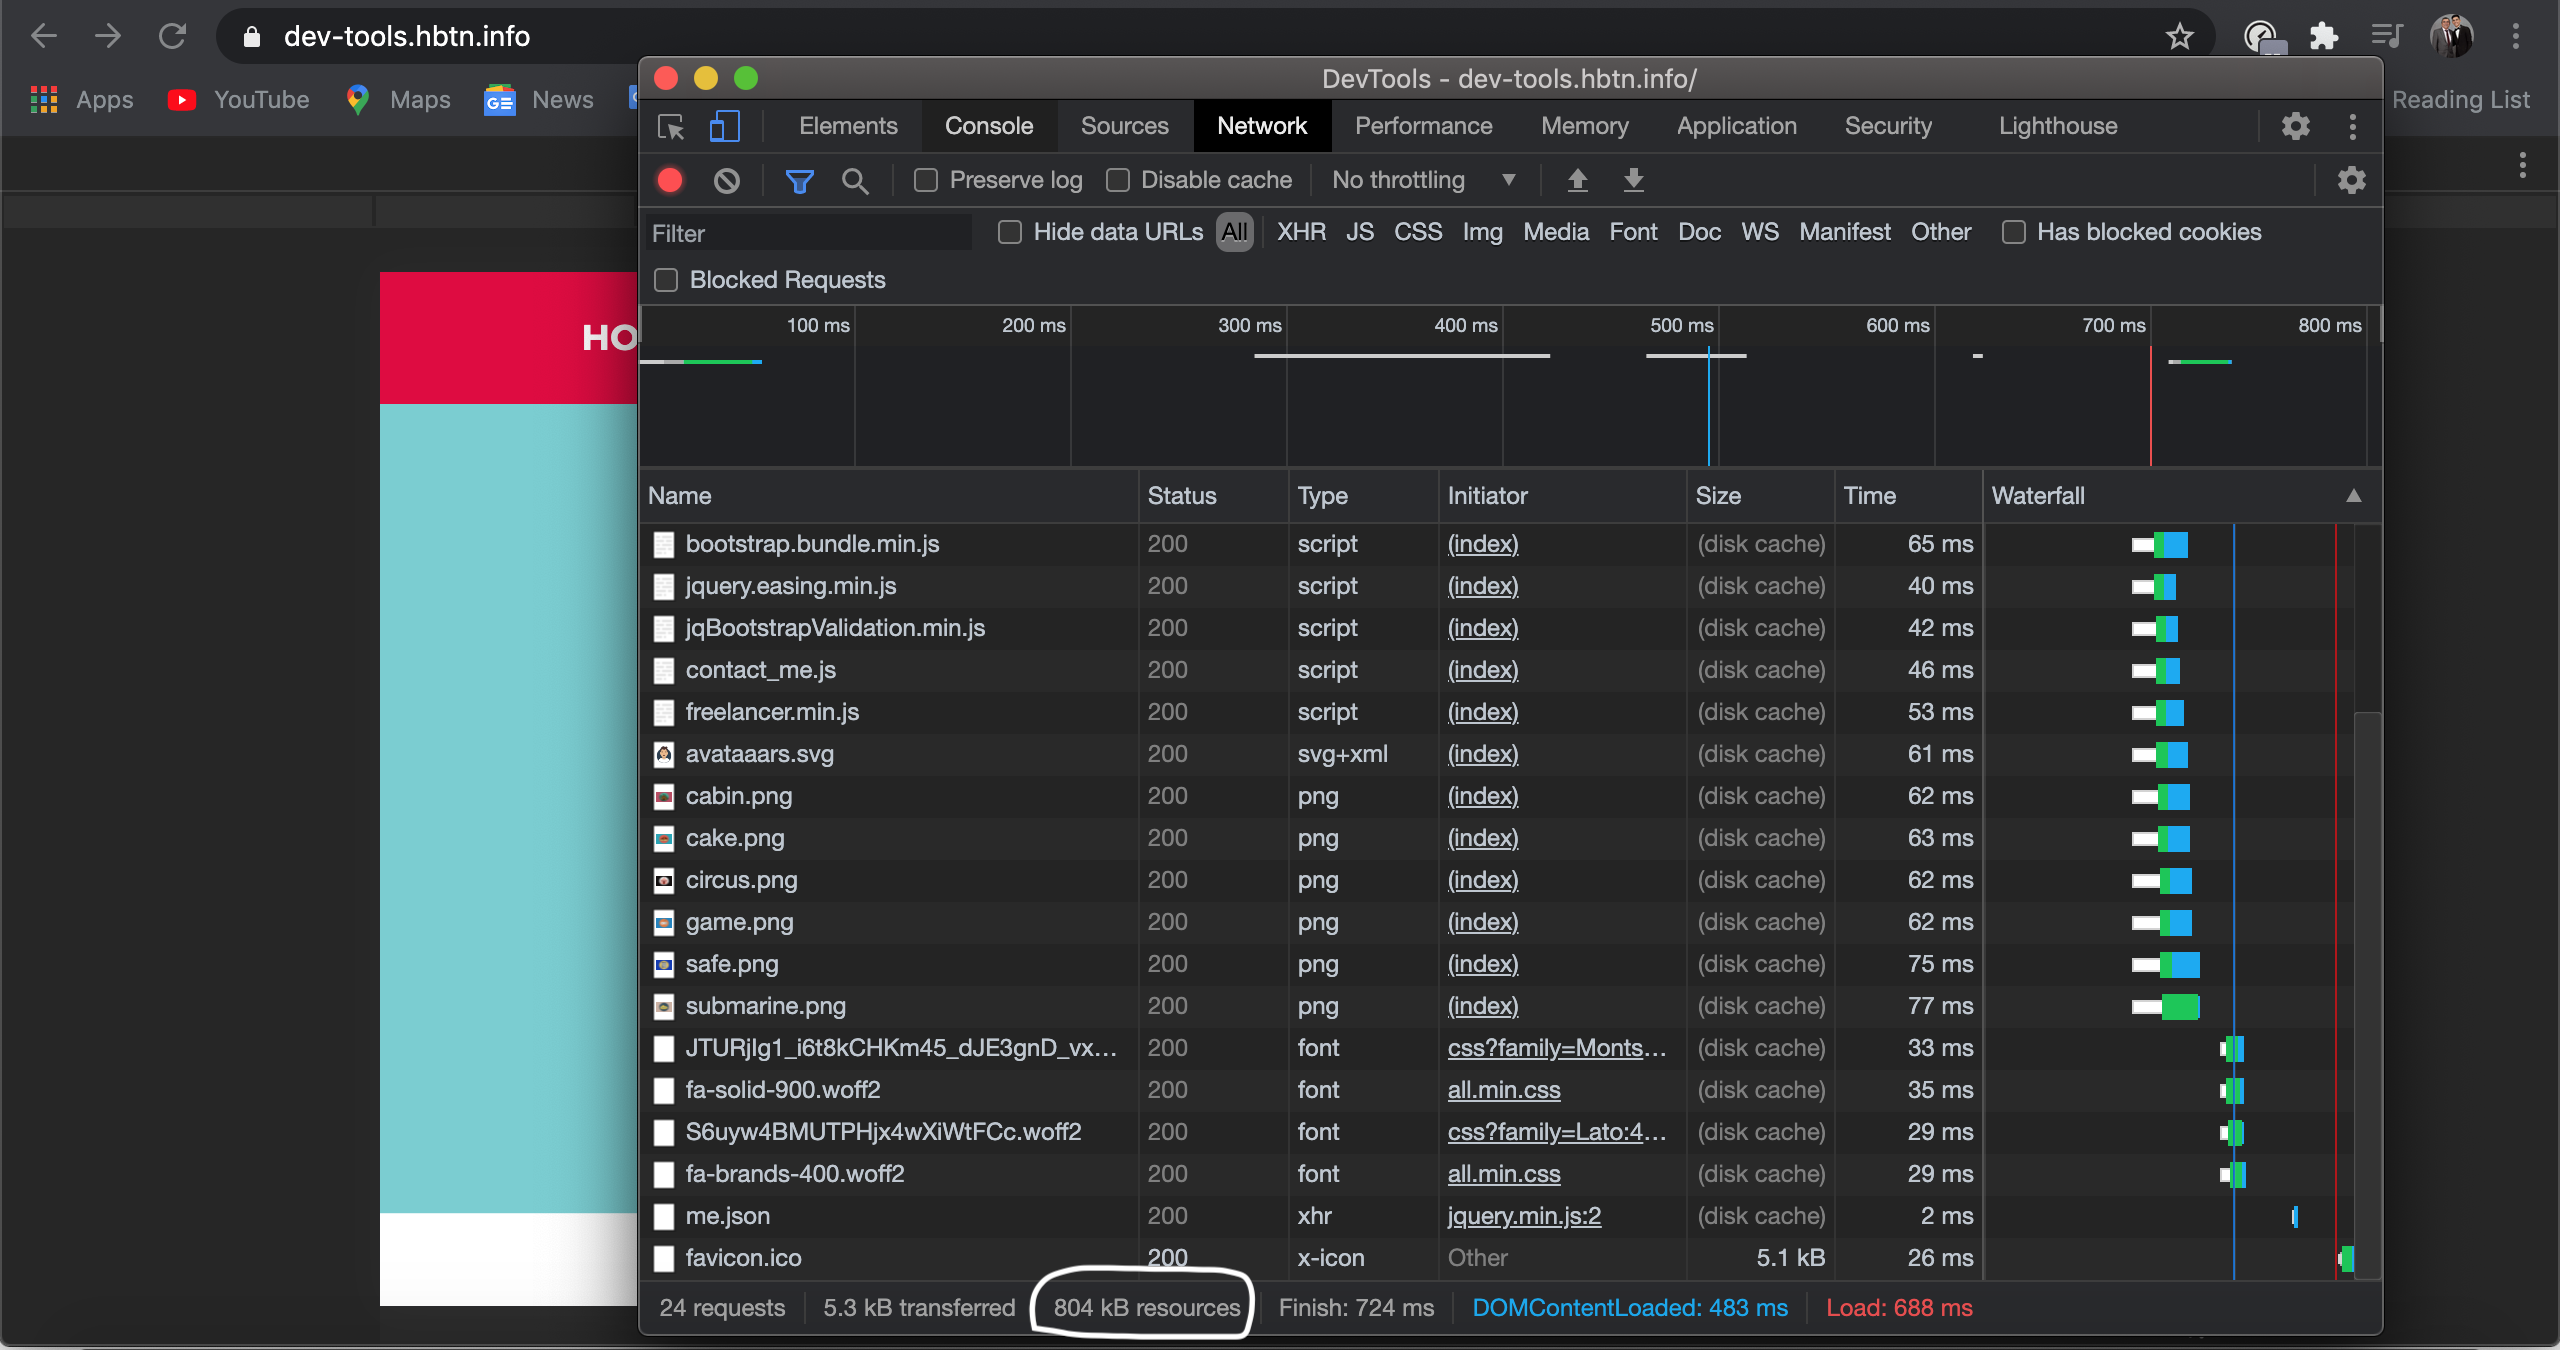 dev-tools.hbtn.info
Apps YouTube Maps News Reading List
DevTools - dev-tools.hbtn.info/
Elements Console Sources Network Performance Memory Application Security Lighthouse
Preserve log Disable cache No throttling
Filter Hide data URLs All XHR JS CSS Img Media Font Doc WS Manifest Other Has blocked cookies
Blocked Requests
100 ms 200 ms 300 ms 400 ms 500 ms 600 ms 700 ms 800 ms
HO
Name Status Type Initiator Size Time Waterfall
bootstrap.bundle.min.js 200 script (index) (disk cache) 65 ms
jquery.easing.min.js 200 script (index) (disk cache) 40 ms
jqBootstrapValidation.min.js 200 script (index) (disk cache) 42 ms
contact_me.js 200 script (index) (disk cache) 46 ms
freelancer.min.js 200 script (index) (disk cache) 53 ms
avataaars.svg 200 svg+xml (index) (disk cache) 61 ms
cabin.png 200 png (index) (disk cache) 62 ms
cake.png 200 png (index) (disk cache) 63 ms
circus.png 200 png (index) (disk cache) 62 ms
game.png 200 png (index) (disk cache) 62 ms
safe.png 200 png (index) (disk cache) 75 ms
submarine.png 200 png (index) (disk cache) 77 ms
JTURjIg1_i6t8kCHKm45_dJE3gnD_vx... 200 font css?family=Monts... (disk cache) 33 ms
fa-solid-900.woff2 200 font all.min.css (disk cache) 35 ms
S6uyw4BMUTPHjx4wXiWtFCc.woff2 200 font css?family=Lato:4... (disk cache) 29 ms
fa-brands-400.woff2 200 font all.min.css (disk cache) 29 ms
me.json 200 xhr jquery.min.js:2 (disk cache) 2 ms
favicon.ico 200 x-icon Other 5.1 kB 26 ms
24 requests 5.3 kB transferred 804 kB resources Finish: 724 ms DOMContentLoaded: 483 ms Load: 688 ms